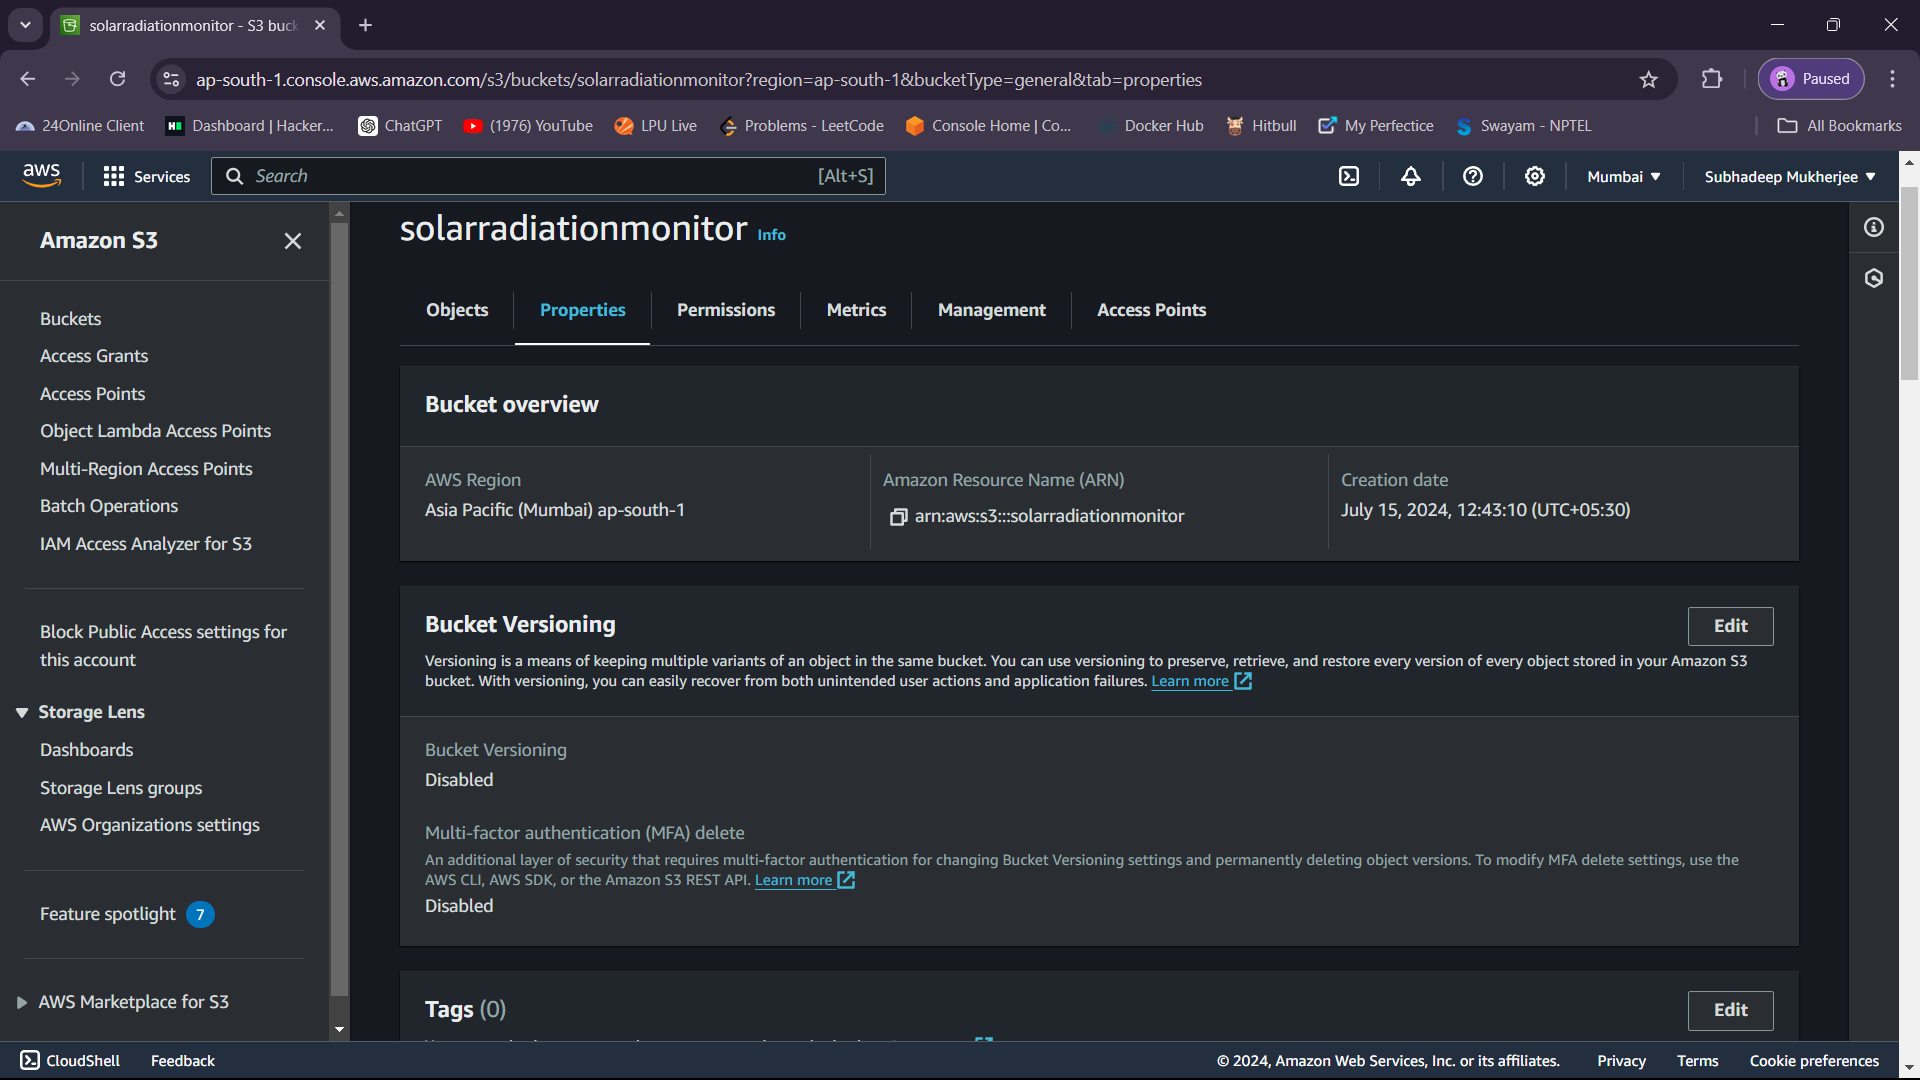 solarradiationmonitor - S3 buc
ap-south-1.console.aws.amazon.com/s3/buckets/solarradiationmonitor?region=ap-south-1&bucketType=general&tab=properties
Paused
24Online Client
Dashboard | Hacker...
ChatGPT
(1976) YouTube
LPU Live
Problems - LeetCode
Console Home | Co...
Docker Hub
Hitbull
My Perfectice
Swayam - NPTEL
All Bookmarks
aws
Services
Search
[Alt+S]
Mumbai
Subhadeep Mukherjee
Amazon S3
Buckets
Access Grants
Access Points
Object Lambda Access Points
Multi-Region Access Points
Batch Operations
IAM Access Analyzer for S3
Block Public Access settings for
this account
Storage Lens
Dashboards
Storage Lens groups
AWS Organizations settings
Feature spotlight 7
AWS Marketplace for S3
solarradiationmonitor Info
Objects
Properties
Permissions
Metrics
Management
Access Points
Bucket overview
AWS Region
Asia Pacific (Mumbai) ap-south-1
Amazon Resource Name (ARN)
arn:aws:s3:::solarradiationmonitor
Creation date
July 15, 2024, 12:43:10 (UTC+05:30)
Bucket Versioning
Edit
Versioning is a means of keeping multiple variants of an object in the same bucket. You can use versioning to preserve, retrieve, and restore every version of every object stored in your Amazon S3
bucket. With versioning, you can easily recover from both unintended user actions and application failures. Learn more
Bucket Versioning
Disabled
Multi-factor authentication (MFA) delete
An additional layer of security that requires multi-factor authentication for changing Bucket Versioning settings and permanently deleting object versions. To modify MFA delete settings, use the
AWS CLI, AWS SDK, or the Amazon S3 REST API. Learn more
Disabled
Tags (0)
Edit
CloudShell
Feedback
© 2024, Amazon Web Services, Inc. or its affiliates.
Privacy
Terms
Cookie preferences